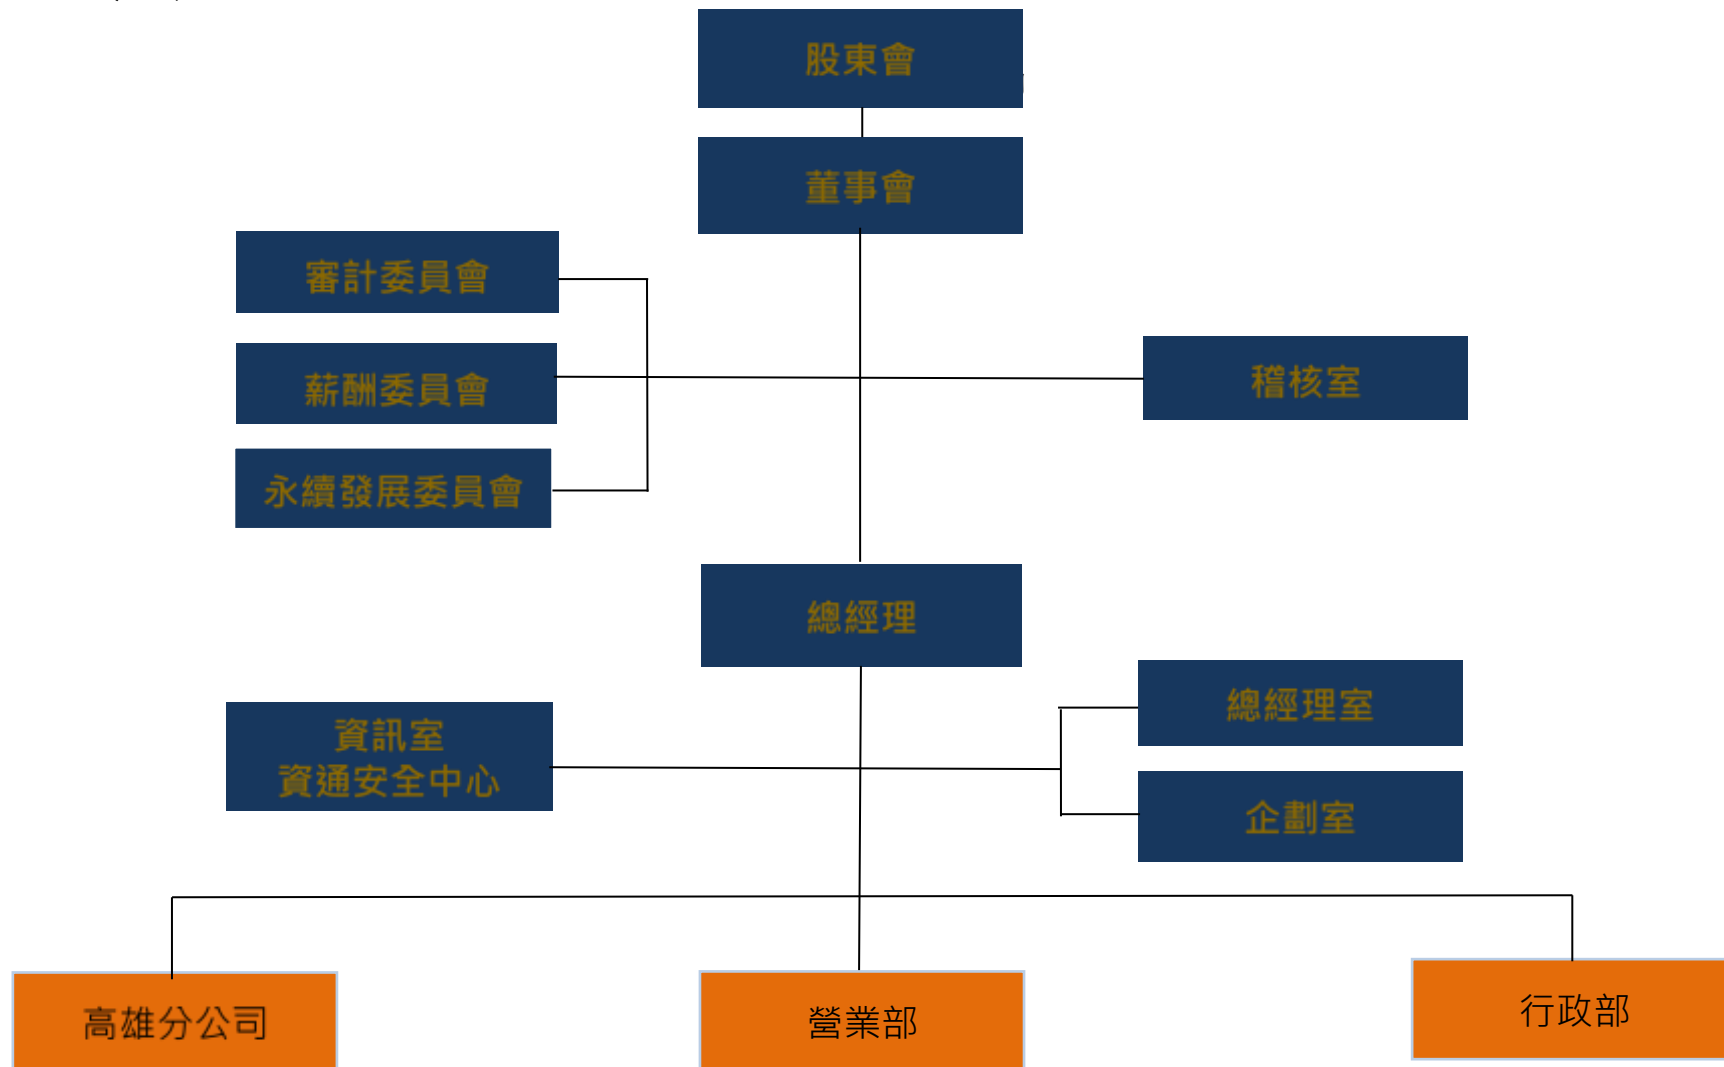 股東會
董事會
審計委員會
薪酬委員會
稽核室
永續發展委員會
總經理
總經理室
資訊室
資通安全中心
企劃室
高雄分公司
營業部
行政部